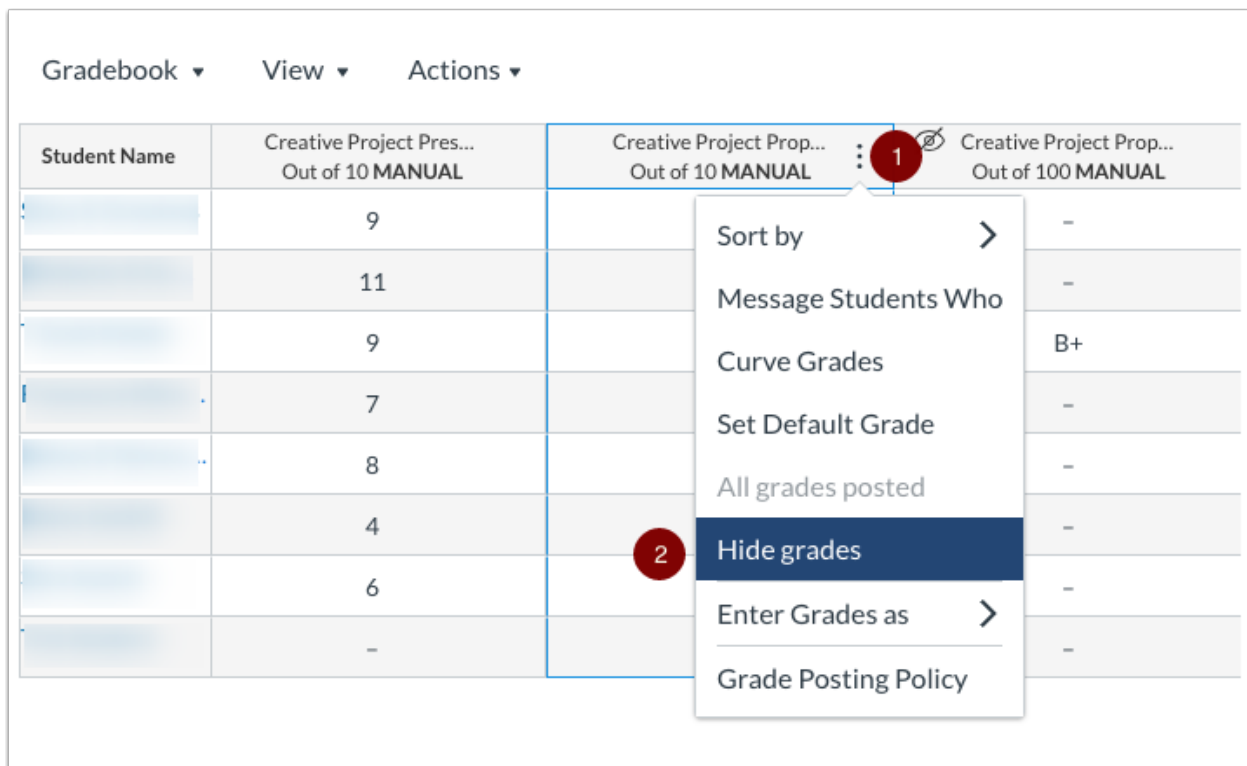 Gradebook ▾ View ▾ Actions ▾
Student Name
Creative Project Pres...
Out of 10 MANUAL
Creative Project Prop...
Out of 10 MANUAL
1
Creative Project Prop...
Out of 100 MANUAL
9
–
11
–
9
B+
7
–
8
–
4
–
6
–
–
–
Sort by
Message Students Who
Curve Grades
Set Default Grade
All grades posted
2
Hide grades
Enter Grades as
Grade Posting Policy